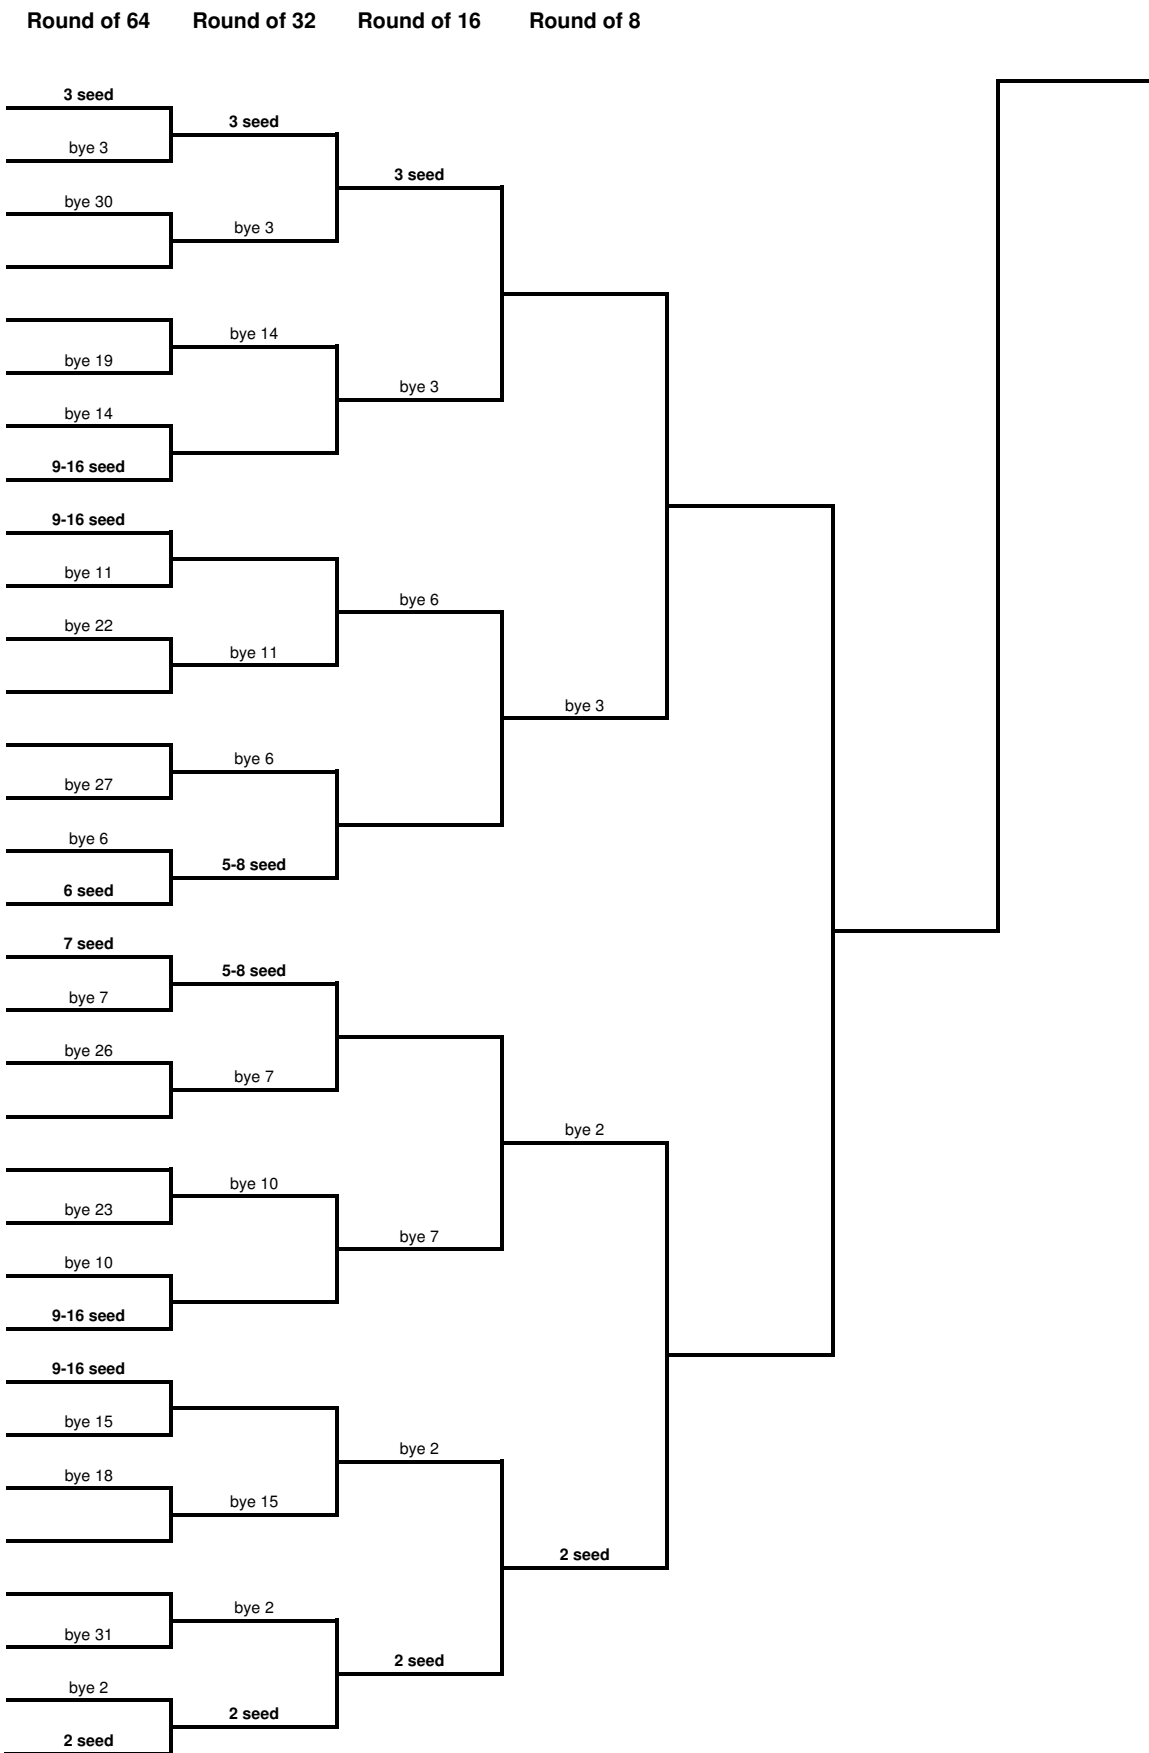 Round of 64 Round of 32 Round of 16 Round of 8
3 seed
3 seed
bye 3
3 seed
bye 30
bye 3
bye 14
bye 19
bye 3
bye 14
9-16 seed
9-16 seed
bye 11
bye 6
bye 22
bye 11
bye 3
bye 6
bye 27
bye 6
5-8 seed
6 seed
7 seed
5-8 seed
bye 7
bye 26
bye 7
bye 2
bye 10
bye 23
bye 7
bye 10
9-16 seed
9-16 seed
bye 15
bye 2
bye 18
bye 15
2 seed
bye 2
bye 31
2 seed
bye 2
2 seed
2 seed